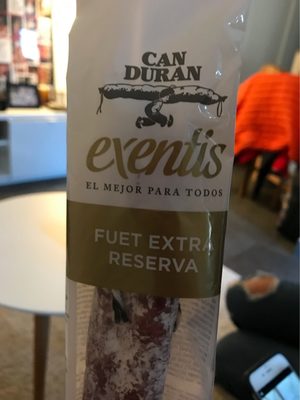 CAN
DURAN
exentis
EL MEJOR PARA TODOS
FUET EXTRA
RESERVA